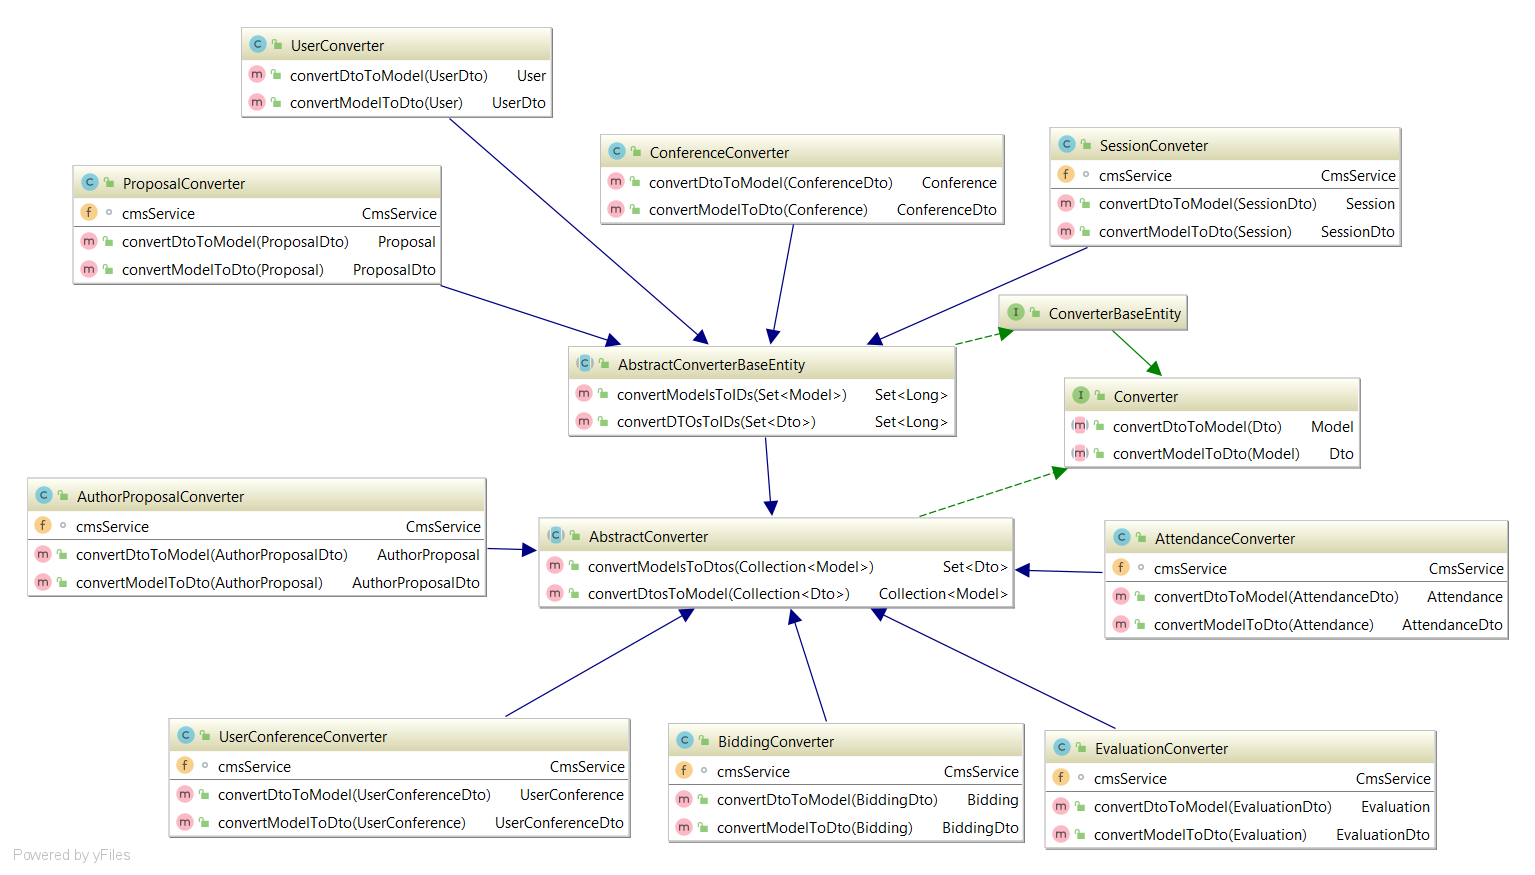 UserConverter
convertDtoToModel(UserDto) User
convertModelToDto(User) UserDto
ConferenceConverter
convertDtoToModel(ConferenceDto) Conference
convertModelToDto(Conference) ConferenceDto
SessionConveter
cmsService CmsService
convertDtoToModel(SessionDto) Session
convertModelToDto(Session) SessionDto
ProposalConverter
cmsService CmsService
convertDtoToModel(ProposalDto) Proposal
convertModelToDto(Proposal) ProposalDto
ConverterBaseEntity
AbstractConverterBaseEntity
convertModelsToIDs(Set<Model>) Set<Long>
convertDTOsToIDs(Set<Dto>) Set<Long>
Converter
convertDtoToModel(Dto) Model
convertModelToDto(Model) Dto
AuthorProposalConverter
cmsService CmsService
convertDtoToModel(AuthorProposalDto) AuthorProposal
convertModelToDto(AuthorProposal) AuthorProposalDto
AbstractConverter
convertModelsToDtos(Collection<Model>) Set<Dto>
convertDtosToModel(Collection<Dto>) Collection<Model>
AttendanceConverter
cmsService CmsService
convertDtoToModel(AttendanceDto) Attendance
convertModelToDto(Attendance) AttendanceDto
UserConferenceConverter
cmsService CmsService
convertDtoToModel(UserConferenceDto) UserConference
convertModelToDto(UserConference) UserConferenceDto
BiddingConverter
cmsService CmsService
convertDtoToModel(BiddingDto) Bidding
convertModelToDto(Bidding) BiddingDto
EvaluationConverter
cmsService CmsService
convertDtoToModel(EvaluationDto) Evaluation
convertModelToDto(Evaluation) EvaluationDto
Powered by yFiles